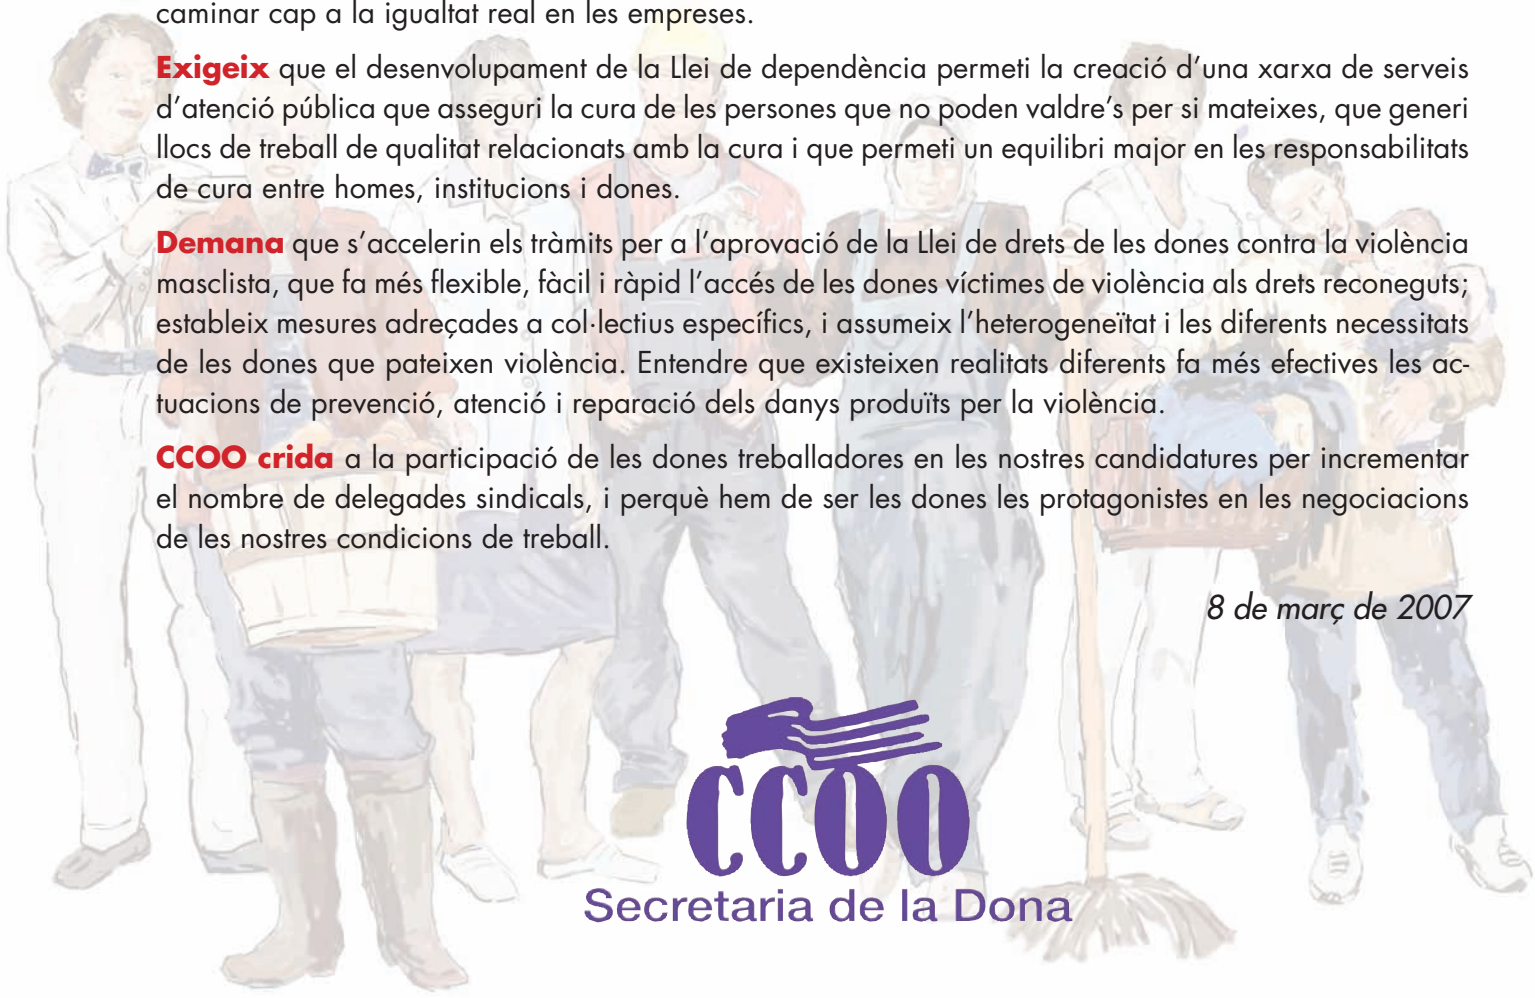 caminar cap a la igualtat real en les empreses.
Exigeix que el desenvolupament de la Llei de dependència permeti la creació d’una xarxa de serveis
d’atenció pública que asseguri la cura de les persones que no poden valdre’s per si mateixes, que generi
llocs de treball de qualitat relacionats amb la cura i que permeti un equilibri major en les responsabilitats
de cura entre homes, institucions i dones.
Demana que s’accelerin els tràmits per a l’aprovació de la Llei de drets de les dones contra la violència
masclista, que fa més flexible, fàcil i ràpid l’accés de les dones víctimes de violència als drets reconeguts;
estableix mesures adreçades a col·lectius específics, i assumeix l’heterogeneïtat i les diferents necessitats
de les dones que pateixen violència. Entendre que existeixen realitats diferents fa més efectives les ac-
tuacions de prevenció, atenció i reparació dels danys produïts per la violència.
CCOO crida a la participació de les dones treballadores en les nostres candidatures per incrementar
el nombre de delegades sindicals, i perquè hem de ser les dones les protagonistes en les negociacions
de les nostres condicions de treball.
8 de març de 2007
CCOO
Secretaria de la Dona